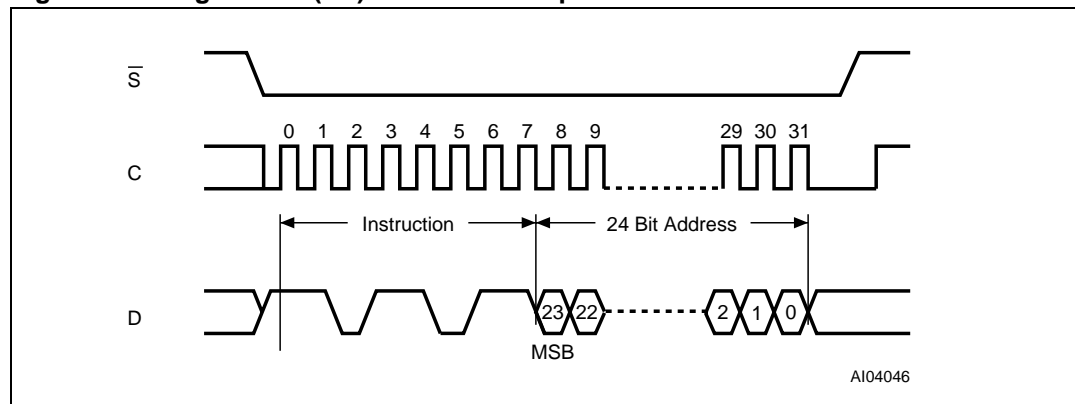 S
0 1 2 3 4 5 6 7 8 9 29 30 31
C
Instruction 24 Bit Address
D 23 22 2 1 0
MSB
AI04046